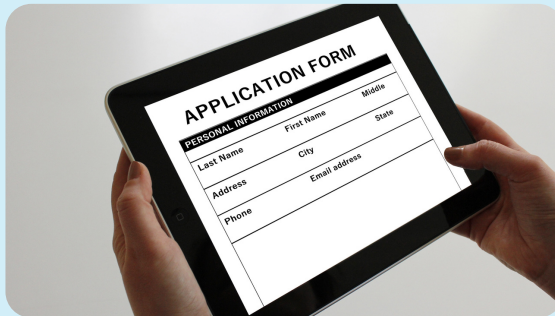 APPLICATION FORM
PERSONAL INFORMATION
Last Name First Name Middle
Address City State
Phone Email address